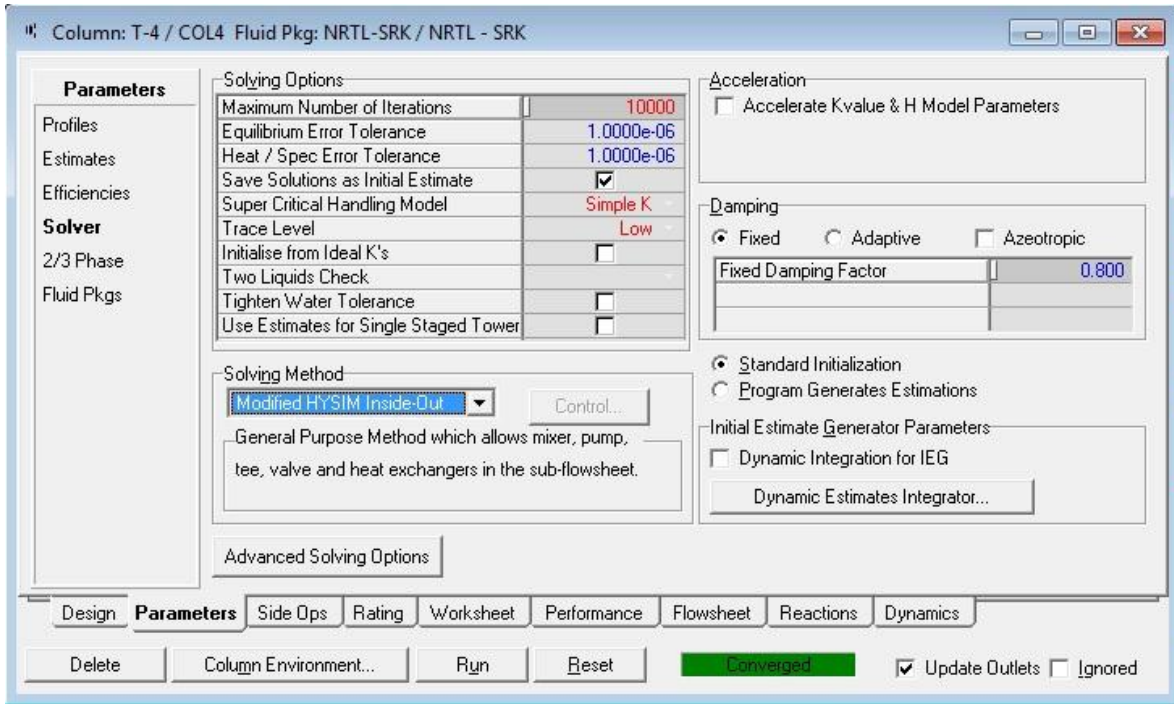 Column: T-4 / COL4 Fluid Pkg: NRTL-SRK / NRTL - SRK
Parameters
Profiles
Estimates
Efficiencies
Solver
2/3 Phase
Fluid Pkgs
Solving Options
Maximum Number of Iterations 10000
Equilibrium Error Tolerance 1.0000e-06
Heat / Spec Error Tolerance 1.0000e-06
Save Solutions as Initial Estimate
Super Critical Handling Model Simple K
Trace Level Low
Initialise from Ideal K's
Two Liquids Check
Tighten Water Tolerance
Use Estimates for Single Staged Tower
Solving Method
Modified HYSIM Inside-Out
Control...
General Purpose Method which allows mixer, pump,
tee, valve and heat exchangers in the sub-flowsheet.
Advanced Solving Options
Acceleration
Accelerate Kvalue & H Model Parameters
Damping
Fixed Adaptive Azeotropic
Fixed Damping Factor 0.800
Standard Initialization
Program Generates Estimations
Initial Estimate Generator Parameters
Dynamic Integration for IEG
Dynamic Estimates Integrator...
Design Parameters Side Ops Rating Worksheet Performance Flowsheet Reactions Dynamics
Delete Column Environment... Run Reset Converged Update Outlets Ignored